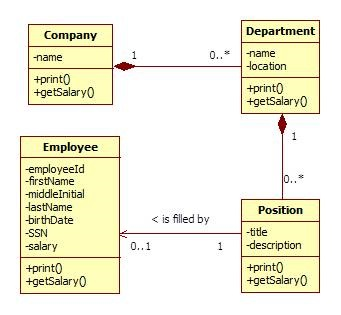 Company
-name
+print()
+getSalary()
1
0..*
Department
-name
-location
+print()
+getSalary()
1
0..*
Employee
-employeeId
-firstName
-middleInitial
-lastName
-birthDate
-SSN
-salary
+print()
+getSalary()
< is filled by
0..1
1
Position
-title
-description
+print()
+getSalary()